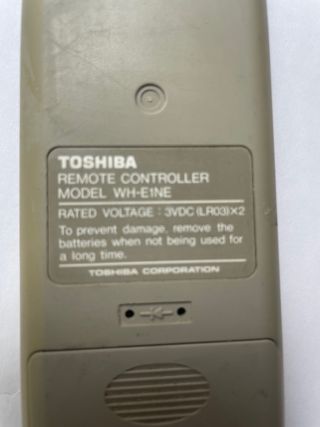 TOSHIBA
REMOTE CONTROLLER
MODEL WH-E1NE
RATED VOLTAGE : 3VDC (LR03)×2
To prevent damage, remove the
batteries when not being used for
a long time.
TOSHIBA CORPORATION